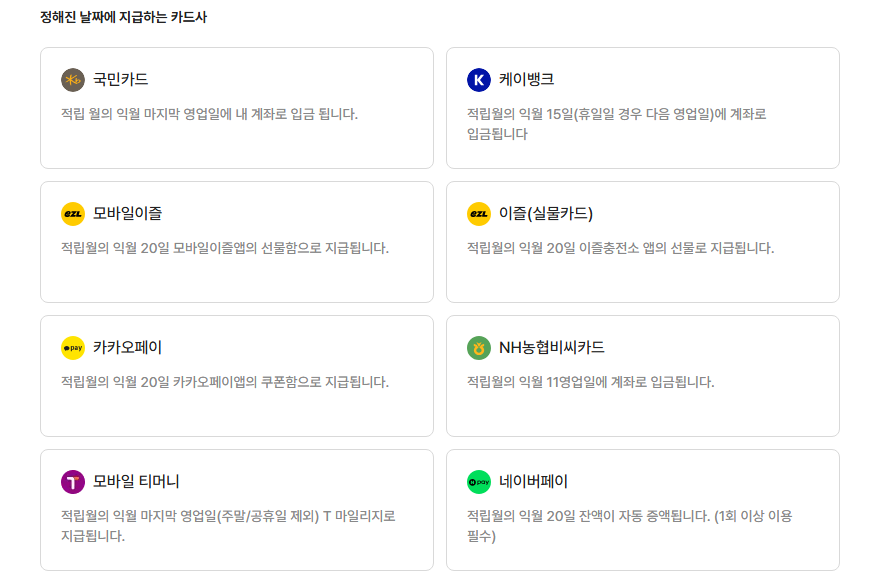 정해진 날짜에 지급하는 카드사
국민카드
적립 월의 익월 마지막 영업일에 내 계좌로 입금 됩니다.
K
케이뱅크
적립월의 익월 15일(휴일일 경우 다음 영업일)에 계좌로
입금됩니다
EZL
모바일이즐
적립월의 익월 20일 모바일이즐앱의 선물함으로 지급됩니다.
EZL
이즐(실물카드)
적립월의 익월 20일 이즐충전소 앱의 선물로 지급됩니다.
pay
카카오페이
적립월의 익월 20일 카카오페이앱의 쿠폰함으로 지급됩니다.
NH농협비씨카드
적립월의 익월 11영업일에 계좌로 입금됩니다.
T
모바일 티머니
적립월의 익월 마지막 영업일(주말/공휴일 제외) T 마일리지로
지급됩니다.
N pay
네이버페이
적립월의 익월 20일 잔액이 자동 증액됩니다. (1회 이상 이용
필수)